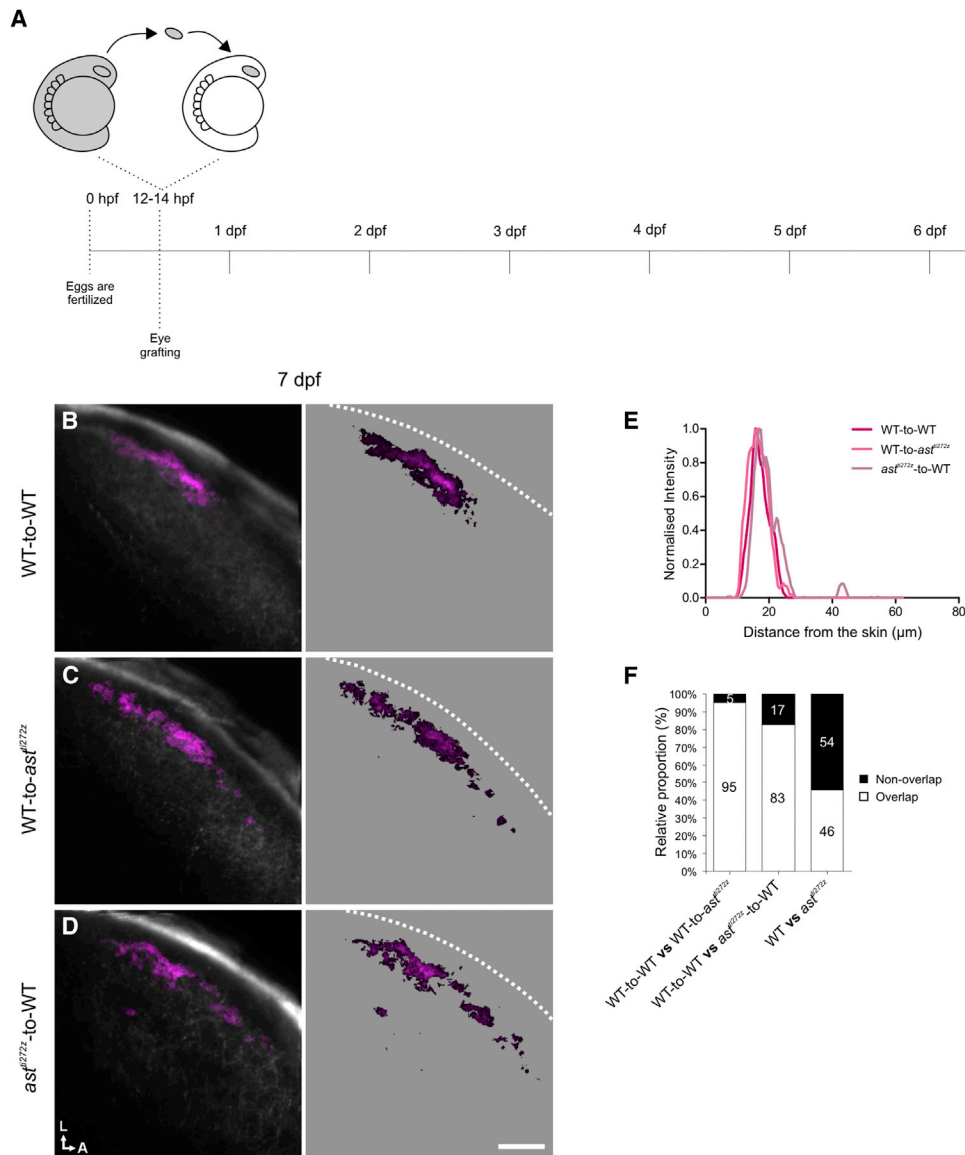 A
0 hpf 12-14 hpf
1 dpf 2 dpf 3 dpf 4 dpf 5 dpf 6 dpf
Eggs are
fertilized
Eye
grafting
7 dpf
B
WT-to-WT
C
WT-to-ast^ti272z
D
ast^ti272z-to-WT
L
A
E
Normalised Intensity
1.0
0.8
0.6
0.4
0.2
0.0
0 20 40 60 80
Distance from the skin (μm)
WT-to-WT
WT-to-ast^ti272z
ast^ti272z-to-WT
F
Relative proportion (%)
100%
90%
80%
70%
60%
50%
40%
30%
20%
10%
0%
5
95
17
83
54
46
Non-overlap
Overlap
WT-to-WT vs WT-to-ast^ti272z
WT-to-WT vs ast^ti272z-to-WT
WT vs ast^ti272z